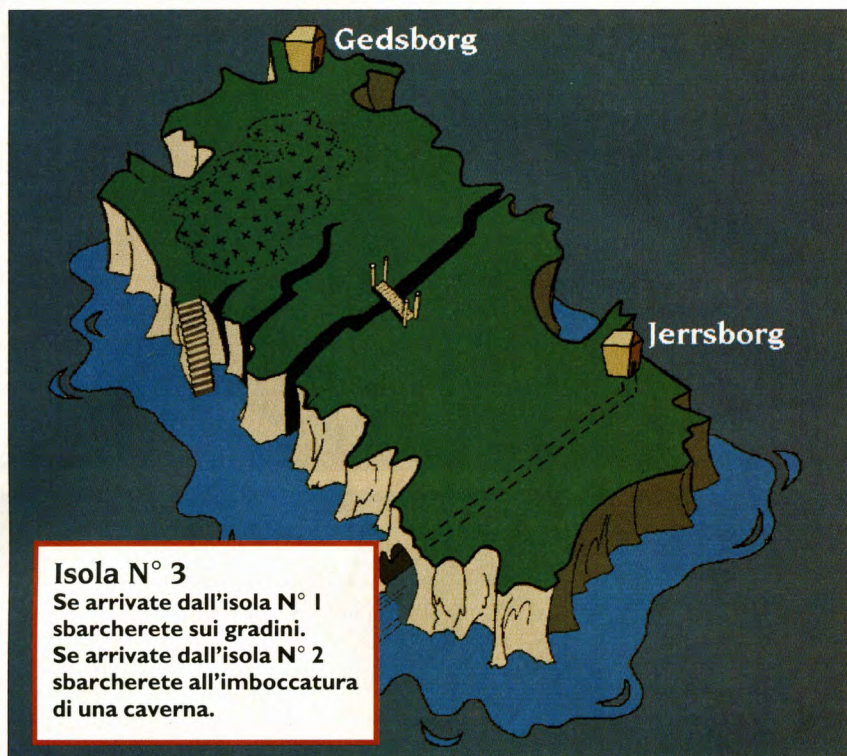 Gedsborg
Jerrsborg
Isola N° 3
Se arrivate dall'isola N° 1
sbarcherete sui gradini.
Se arrivate dall'isola N° 2
sbarcherete all'imboccatura
di una caverna.